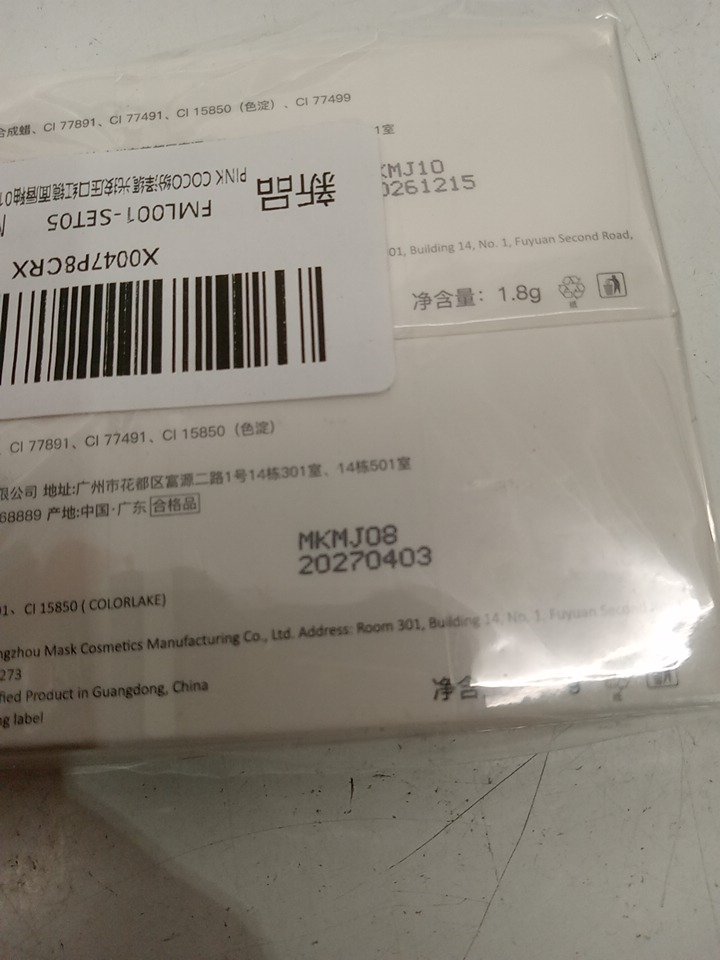 合成蜡、CI 77891、CI 77491、CI 15850（色淀）、CI 77499
1室
KMJ10
0261215
01, Building 14, No. 1, Fuyuan Second Road,
净含量：1.8g
X0047P8CRX
FML001-SET05
新品
PINK COCO
CI 77891、CI 77491、CI 15850（色淀）
限公司 地址:广州市花都区富源二路1号14栋301室、14栋501室
68889 产地:中国·广东 合格品
MKMJ08
20270403
01、CI 15850 ( COLORLAKE)
ngzhou Mask Cosmetics Manufacturing Co., Ltd. Address: Room 301, Building 14, No. 1. Fuyuan Second
273
fied Product in Guangdong, China
净含
ng label